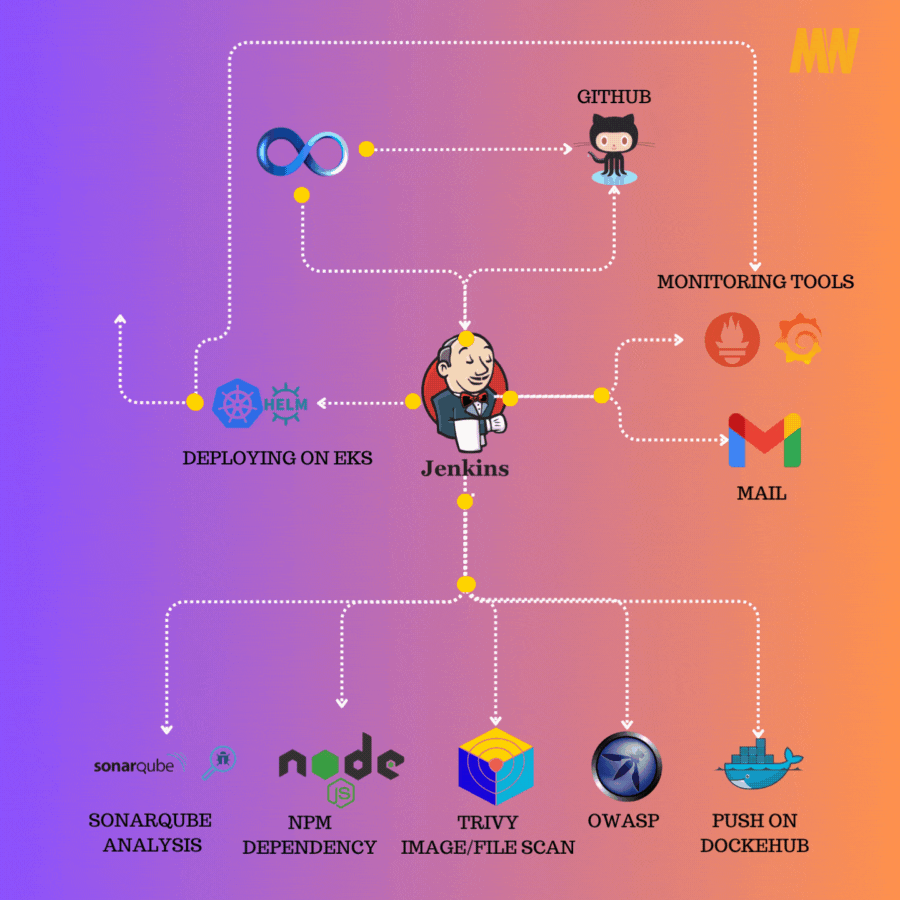 MW
GITHUB
MONITORING TOOLS
HELM
DEPLOYING ON EKS
Jenkins
MAIL
sonarqube
node
JS
SONARQUBE
ANALYSIS
NPM
DEPENDENCY
TRIVY
IMAGE/FILE SCAN
OWASP
PUSH ON
DOCKEHUB